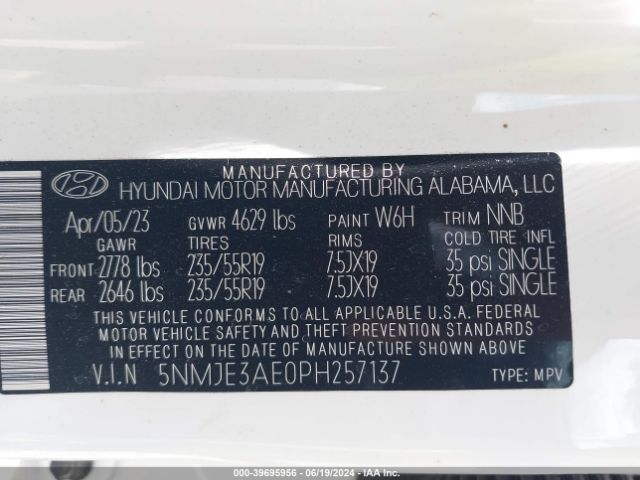 MANUFACTURED BY
HYUNDAI MOTOR MANUFACTURING ALABAMA, LLC
Apr/05/23 GVWR 4629 lbs PAINT W6H TRIM NNB
GAWR TIRES RIMS COLD TIRE INFL
FRONT 2778 lbs 235/55R19 7.5JX19 35 psi SINGLE
REAR 2646 lbs 235/55R19 7.5JX19 35 psi SINGLE
THIS VEHICLE CONFORMS TO ALL APPLICABLE U.S.A. FEDERAL
MOTOR VEHICLE SAFETY AND THEFT PREVENTION STANDARDS
IN EFFECT ON THE DATE OF MANUFACTURE SHOWN ABOVE.
V.I.N 5NMJE3AE0PH257137 TYPE: MPV
000-39695956 - 06/19/2024 - IAAI.com